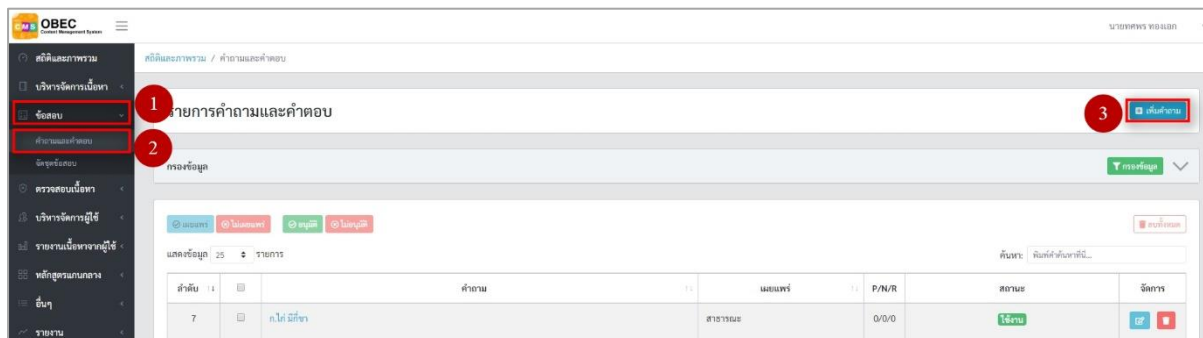 CMS OBEC
Content Management System
นายทศพร ทองแถก
สถิติและภาพรวม
สถิติและภาพรวม / คำถามและคำตอบ
บริหารจัดการเนื้อหา
ข้อสอบ
1
รายการคำถามและคำตอบ
3
เพิ่มคำถาม
คำถามและคำตอบ
2
จัดชุดข้อสอบ
กรองข้อมูล
กรองข้อมูล
ตรวจสอบเนื้อหา
บริหารจัดการผู้ใช้
เผยแพร่ ไม่เผยแพร่ อนุมัติ ไม่อนุมัติ
ลบทั้งหมด
รายงานเนื้อหาจากผู้ใช้
แสดงข้อมูล 25 รายการ
ค้นหา: พิมพ์คำค้นหาที่นี่...
หลักสูตรแกนกลาง
ลำดับ คำถาม เผยแพร่ P/N/R สถานะ จัดการ
อื่นๆ
7 ก.ไก่ มีกี่ขา สาธารณะ 0/0/0 ใช้งาน
รายงาน